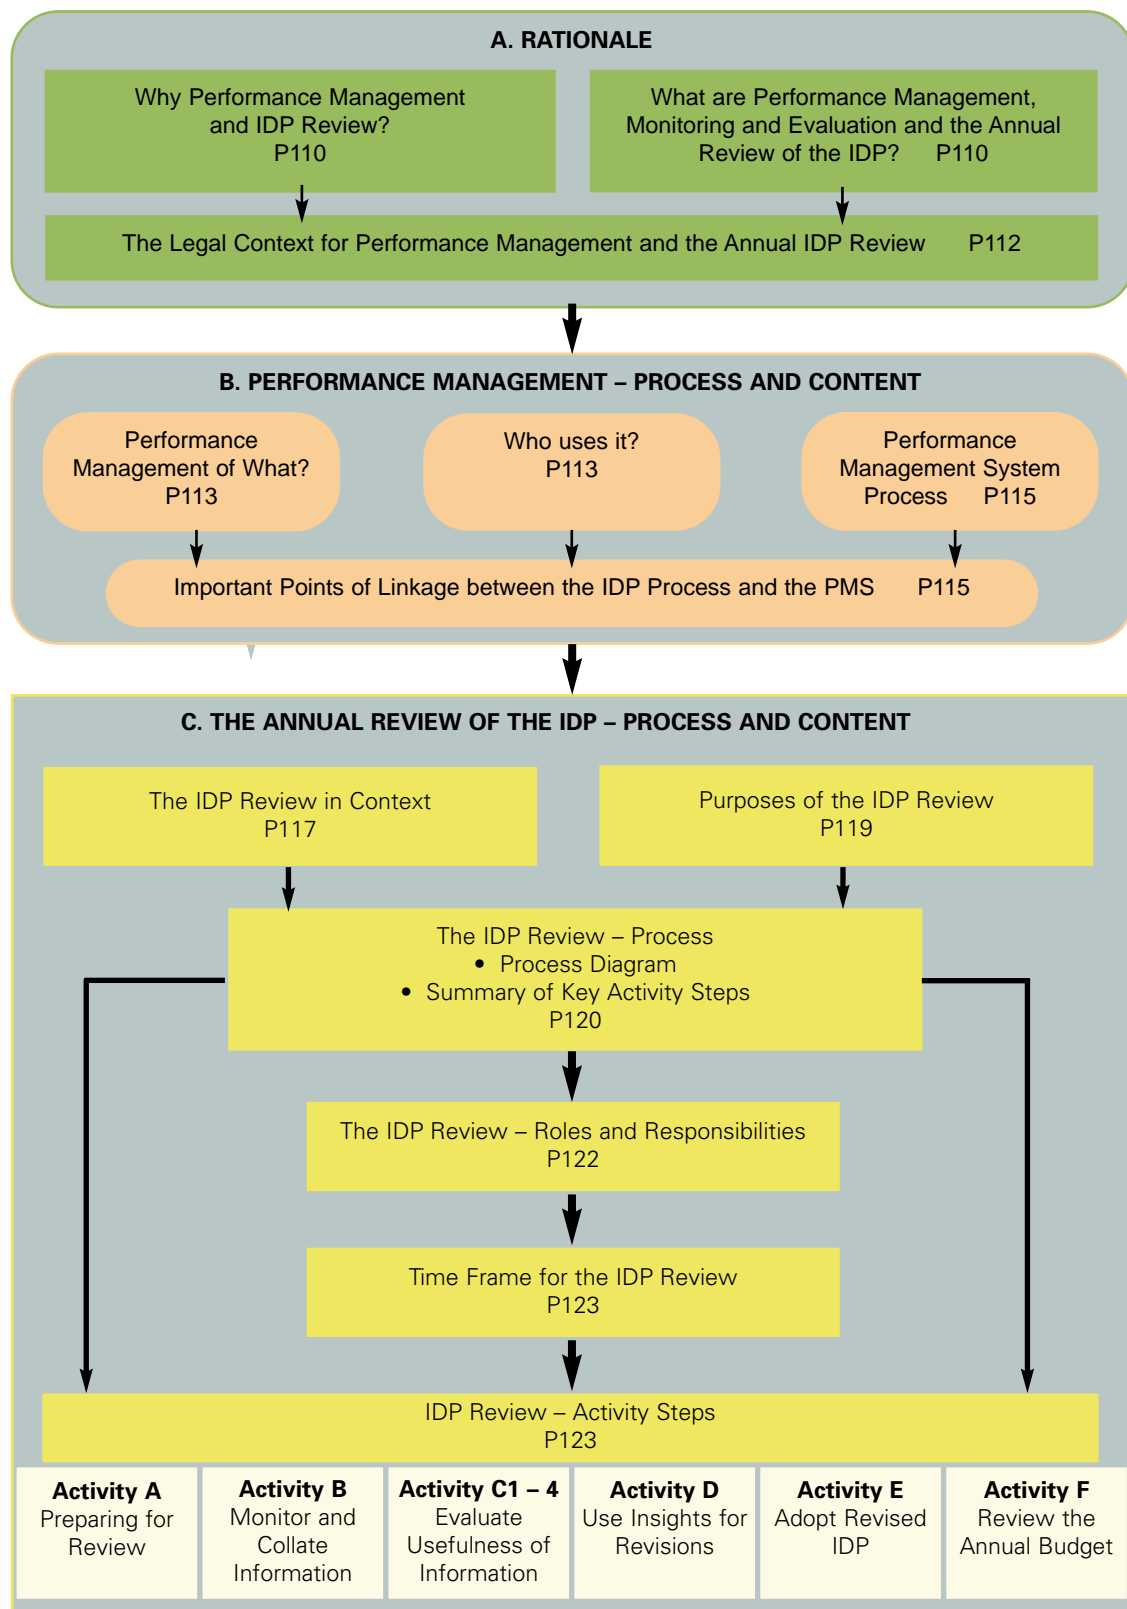 A. RATIONALE
Why Performance Management
and IDP Review?
P110
What are Performance Management,
Monitoring and Evaluation and the Annual
Review of the IDP? P110
The Legal Context for Performance Management and the Annual IDP Review P112
B. PERFORMANCE MANAGEMENT – PROCESS AND CONTENT
Performance
Management of What?
P113
Who uses it?
P113
Performance
Management System
Process P115
Important Points of Linkage between the IDP Process and the PMS P115
C. THE ANNUAL REVIEW OF THE IDP – PROCESS AND CONTENT
The IDP Review in Context
P117
Purposes of the IDP Review
P119
The IDP Review – Process
• Process Diagram
• Summary of Key Activity Steps
P120
The IDP Review – Roles and Responsibilities
P122
Time Frame for the IDP Review
P123
IDP Review – Activity Steps
P123
Activity A
Preparing for
Review
Activity B
Monitor and
Collate
Information
Activity C1 – 4
Evaluate
Usefulness of
Information
Activity D
Use Insights for
Revisions
Activity E
Adopt Revised
IDP
Activity F
Review the
Annual Budget